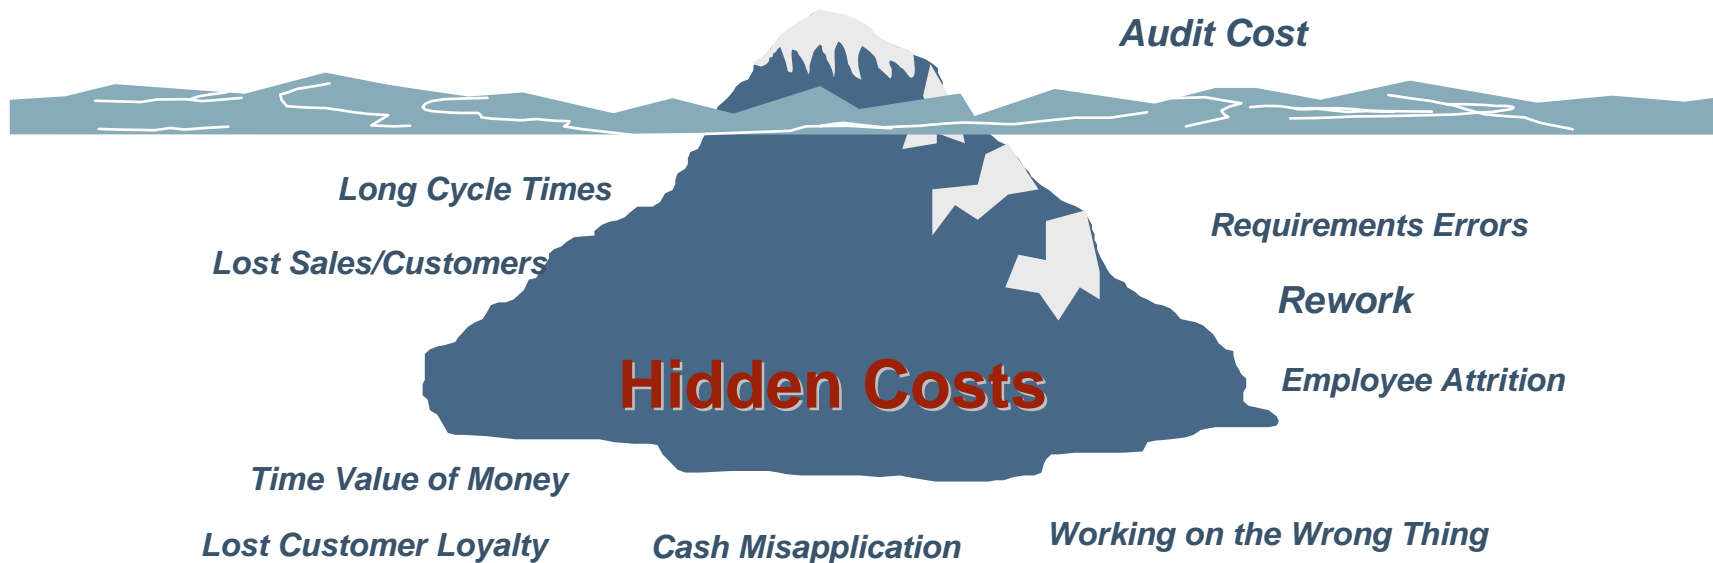 Audit Cost
Long Cycle Times
Requirements Errors
Lost Sales/Customers
Rework
Hidden Costs
Employee Attrition
Time Value of Money
Working on the Wrong Thing
Lost Customer Loyalty
Cash Misapplication